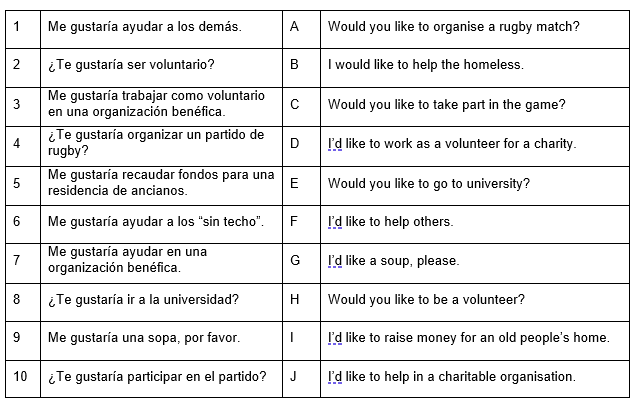 1 Me gustaría ayudar a los demás. A Would you like to organise a rugby match?
2 ¿Te gustaría ser voluntario? B I would like to help the homeless.
3 Me gustaría trabajar como voluntario
en una organización benéfica. C Would you like to take part in the game?
4 ¿Te gustaría organizar un partido de
rugby? D I’d like to work as a volunteer for a charity.
5 Me gustaría recaudar fondos para una
residencia de ancianos. E Would you like to go to university?
6 Me gustaría ayudar a los “sin techo”. F I’d like to help others.
7 Me gustaría ayudar en una
organización benéfica. G I’d like a soup, please.
8 ¿Te gustaría ir a la universidad? H Would you like to be a volunteer?
9 Me gustaría una sopa, por favor. I I’d like to raise money for an old people’s home.
10 ¿Te gustaría participar en el partido? J I’d like to help in a charitable organisation.